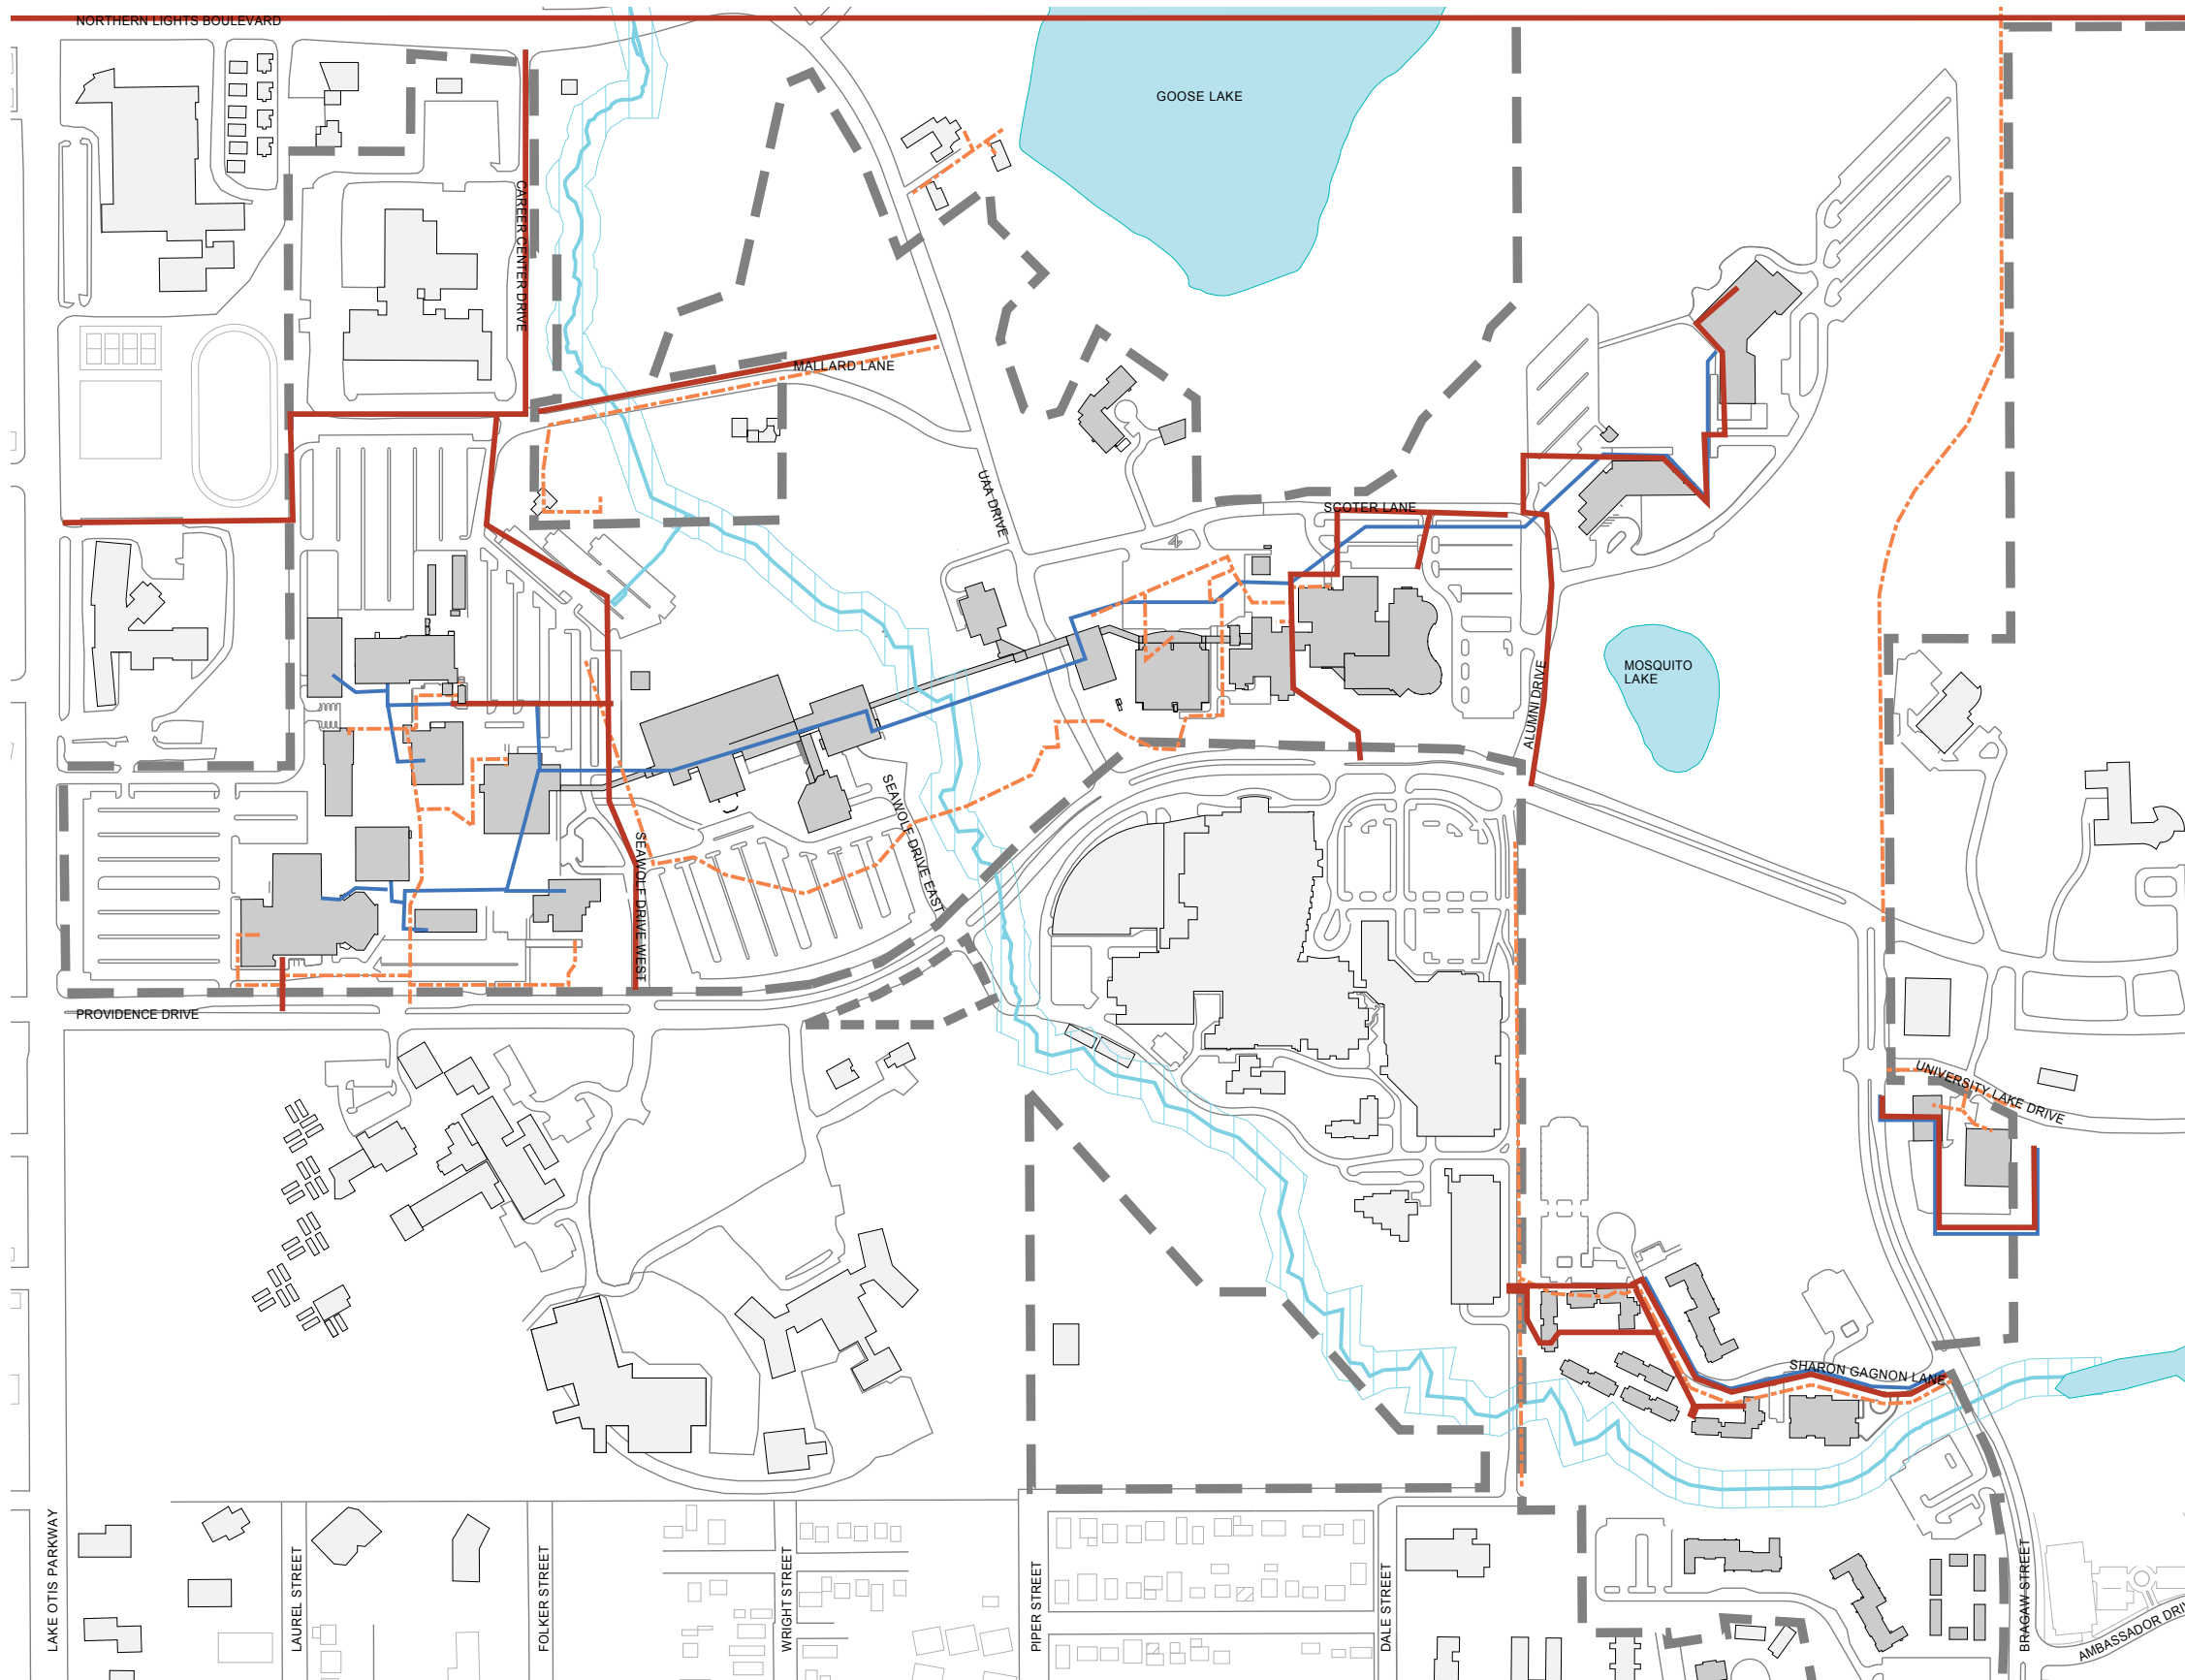 NORTHERN LIGHTS BOULEVARD
GOOSE LAKE
CAREER CENTER DRIVE
MALLARD LANE
UAA DRIVE
SCOTER LANE
MOSQUITO
LAKE
ALUMNI DRIVE
SEAWOLF DRIVE EAST
SEAWOLF DRIVE WEST
PROVIDENCE DRIVE
UNIVERSITY LAKE DRIVE
SHARON GAGNON LANE
LAKE OTIS PARKWAY
LAUREL STREET
FOLKER STREET
WRIGHT STREET
PIPER STREET
DALE STREET
BRAGAW STREET
AMBASSADOR DRI